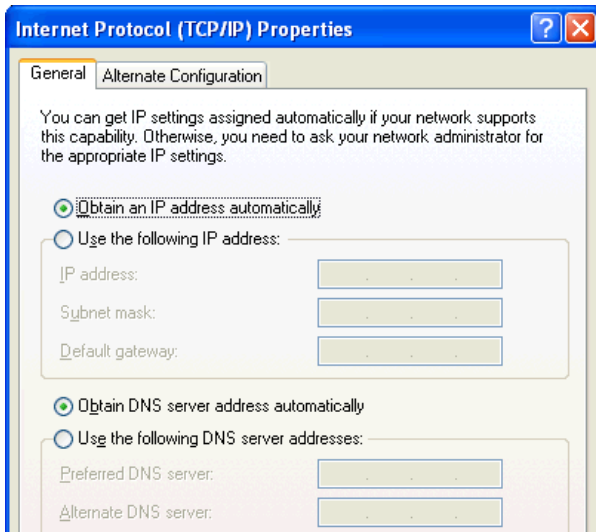 Internet Protocol (TCP/IP) Properties
General
Alternate Configuration
You can get IP settings assigned automatically if your network supports
this capability. Otherwise, you need to ask your network administrator for
the appropriate IP settings.
Obtain an IP address automatically
Use the following IP address:
IP address:
Subnet mask:
Default gateway:
Obtain DNS server address automatically
Use the following DNS server addresses:
Preferred DNS server:
Alternate DNS server: